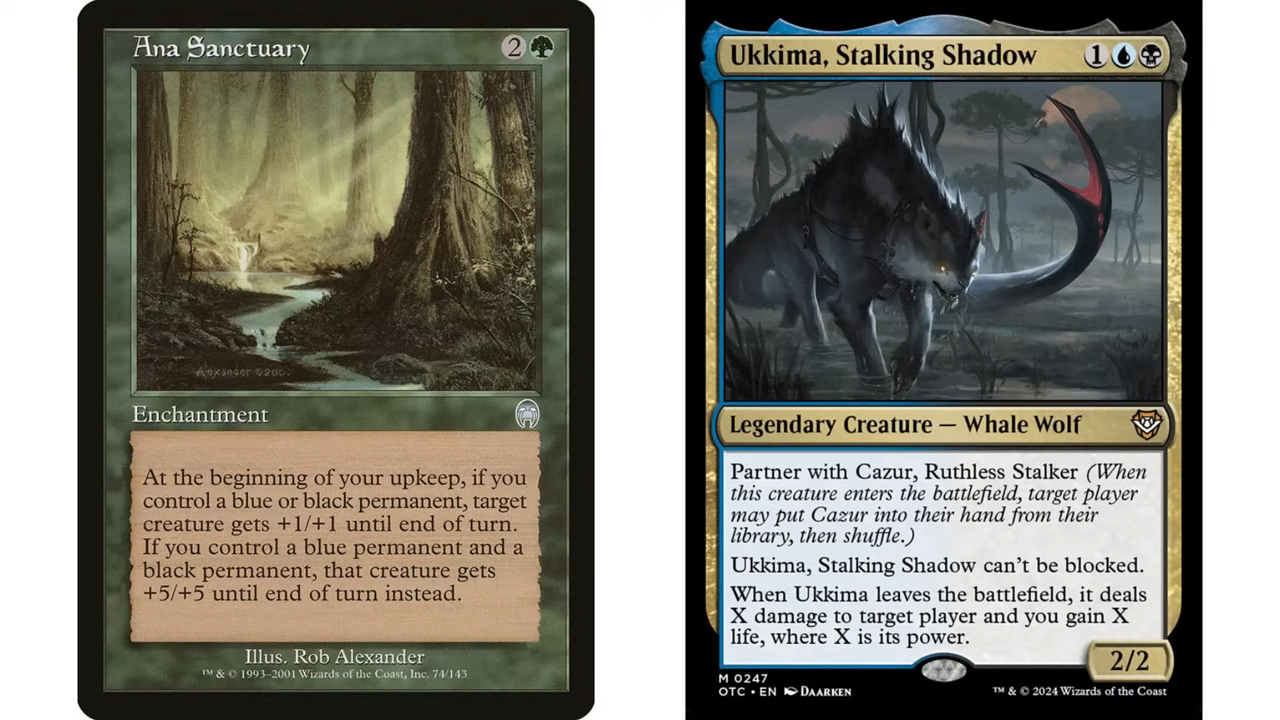 Ana Sanctuary 2
Alexander ©200
Enchantment
At the beginning of your upkeep, if you
control a blue or black permanent, target
creature gets +1/+1 until end of turn.
If you control a blue permanent and a
black permanent, that creature gets
+5/+5 until end of turn instead.
Illus. Rob Alexander
™ & © 1993–2001 Wizards of the Coast, Inc. 74/143
Ukkima, Stalking Shadow 1
Legendary Creature — Whale Wolf
Partner with Cazur, Ruthless Stalker (When
this creature enters the battlefield, target player
may put Cazur into their hand from their
library, then shuffle.)
Ukkima, Stalking Shadow can't be blocked.
When Ukkima leaves the battlefield, it deals
X damage to target player and you gain X
life, where X is its power.
2/2
M 0247
OTC • EN DAARKEN
™ & © 2024 Wizards of the Coast